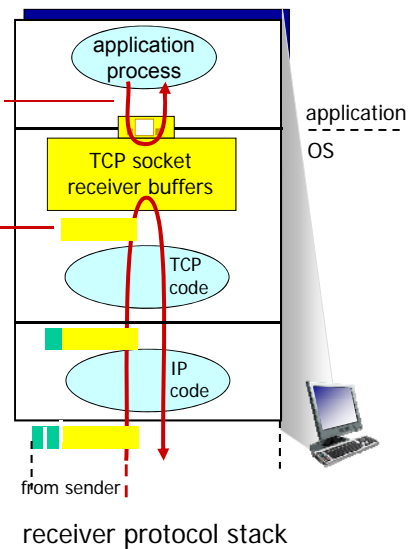 application
process
application
OS
TCP socket
receiver buffers
TCP
code
IP
code
from sender
receiver protocol stack